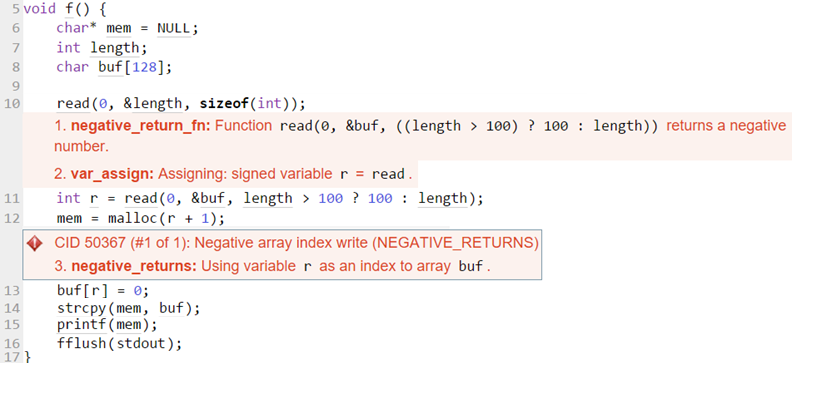 5 void f() {
6 char* mem = NULL;
7 int length;
8 char buf[128];
9
10 read(0, &length, sizeof(int));
1. negative_return_fn: Function read(0, &buf, ((length > 100) ? 100 : length)) returns a negative
number.
2. var_assign: Assigning: signed variable r = read.
11 int r = read(0, &buf, length > 100 ? 100 : length);
12 mem = malloc(r + 1);
CID 50367 (#1 of 1): Negative array index write (NEGATIVE_RETURNS)
3. negative_returns: Using variable r as an index to array buf.
13 buf[r] = 0;
14 strcpy(mem, buf);
15 printf(mem);
16 fflush(stdout);
17 }